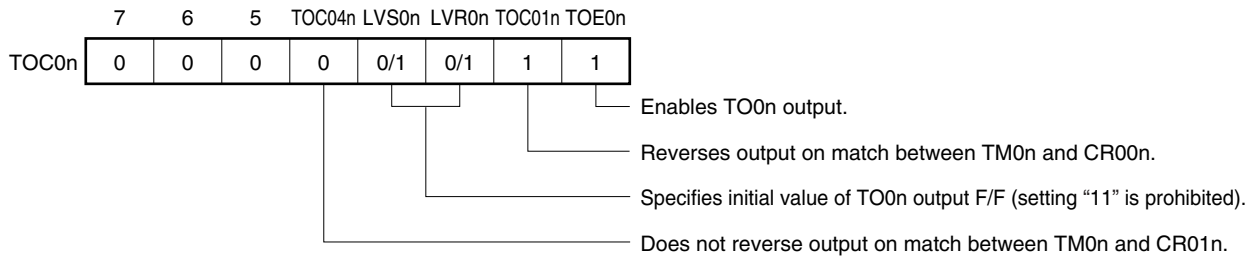 7 6 5 TOC04n LVS0n LVR0n TOC01n TOE0n
TOC0n 0 0 0 0 0/1 0/1 1 1
Enables TO0n output.
Reverses output on match between TM0n and CR00n.
Specifies initial value of TO0n output F/F (setting “11” is prohibited).
Does not reverse output on match between TM0n and CR01n.